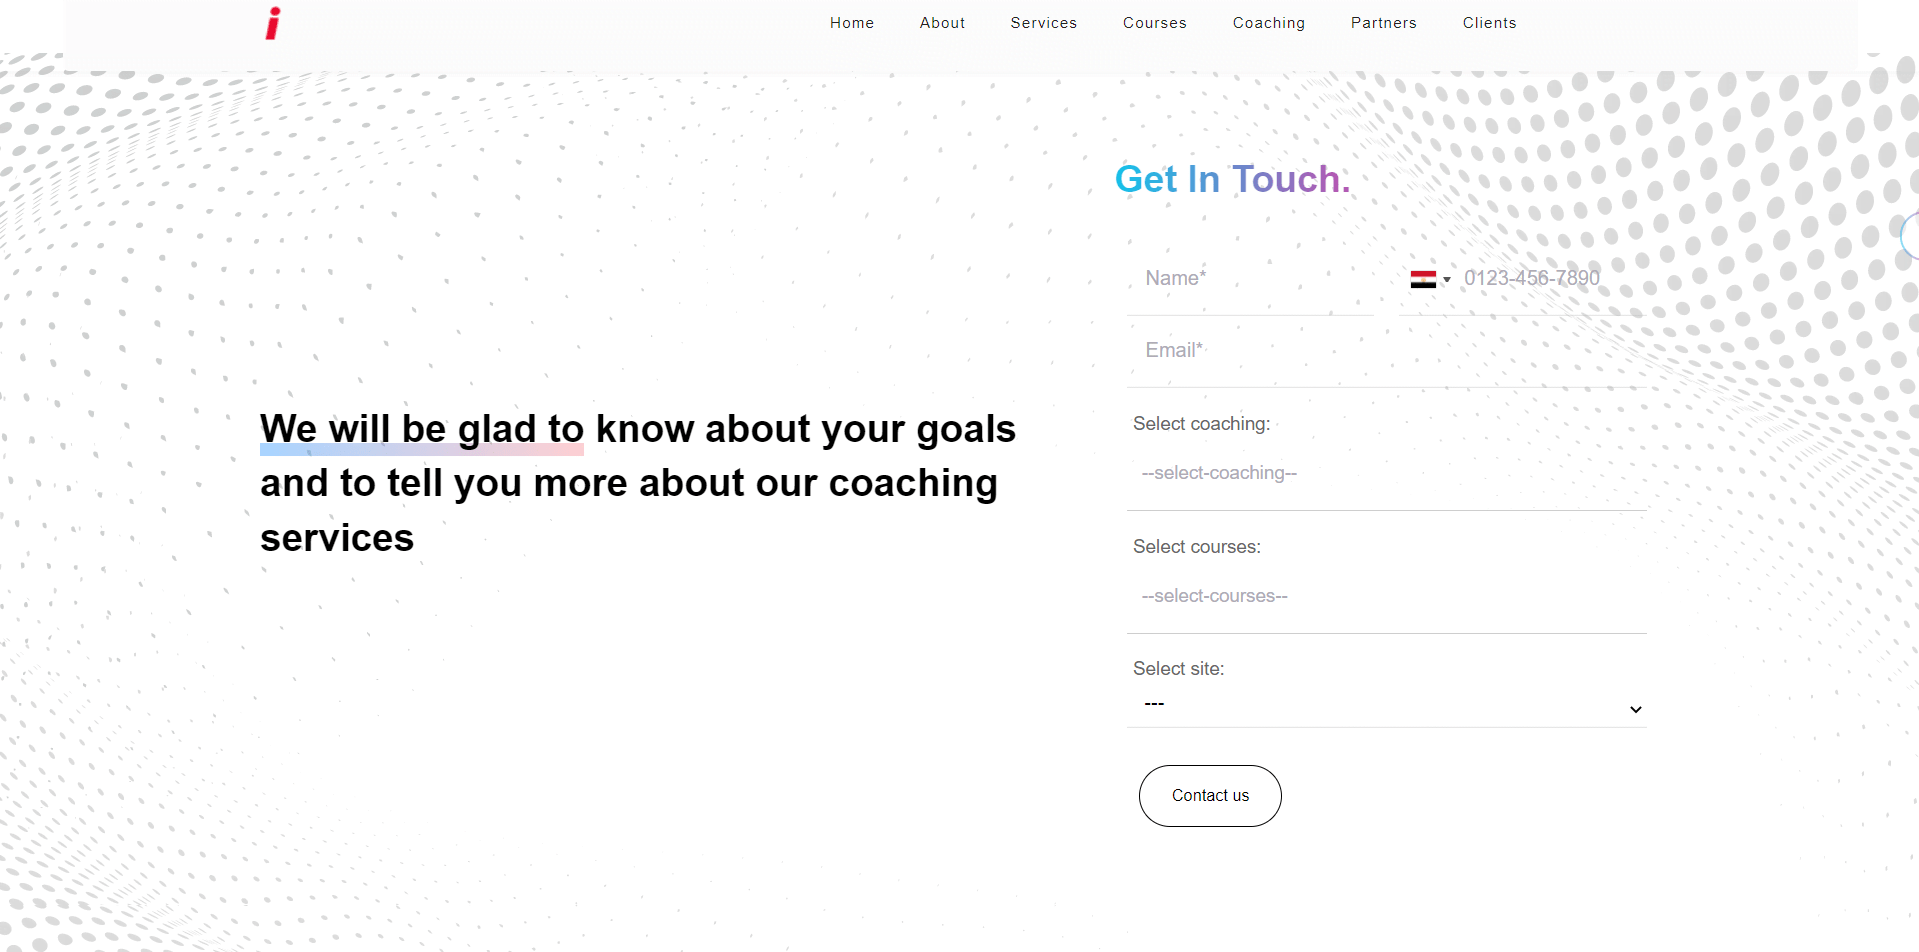 i
Home About Services Courses Coaching Partners Clients
Get In Touch.
Name* 0123-456-7890
Email*
We will be glad to know about your goals
and to tell you more about our coaching
services
Select coaching:
--select-coaching--
Select courses:
--select-courses--
Select site:
---
Contact us